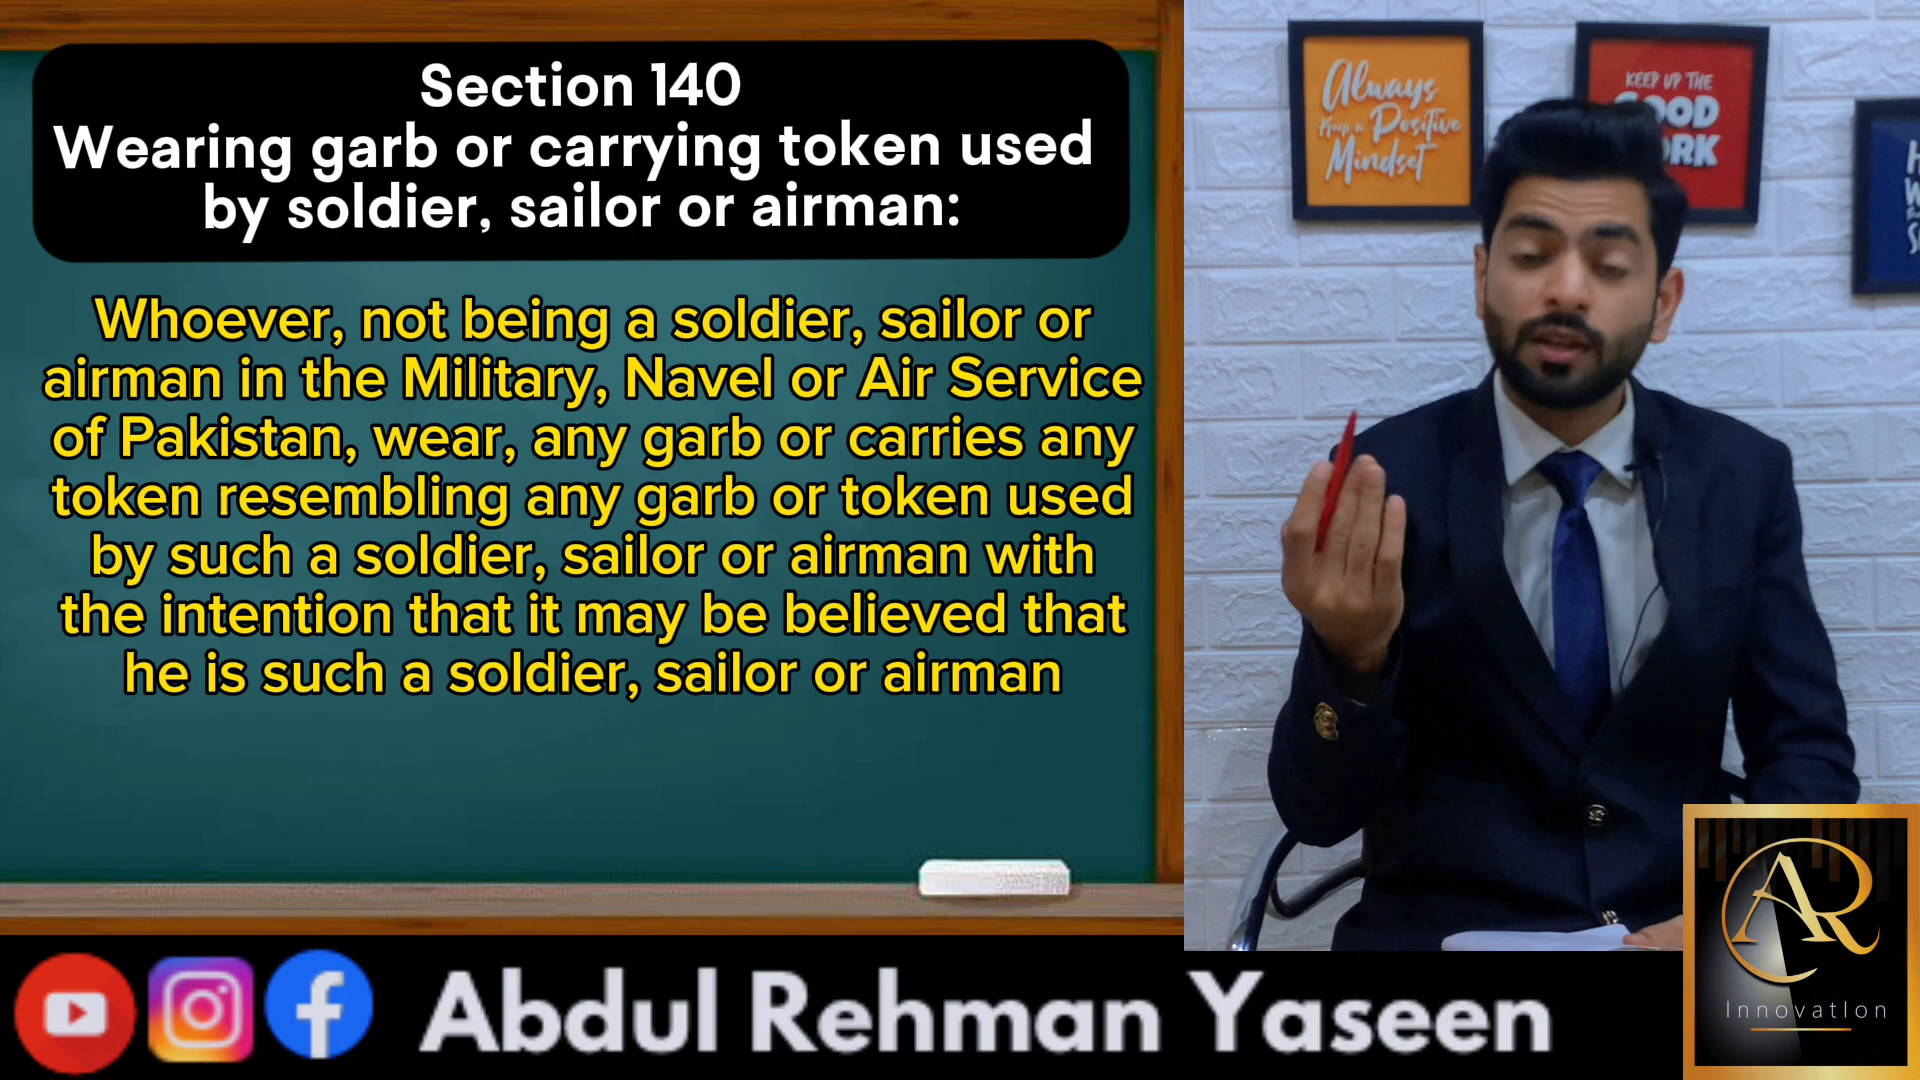 Section 140
Wearing garb or carrying token used
by soldier, sailor or airman:
Whoever, not being a soldier, sailor or
airman in the Military, Navel or Air Service
of Pakistan, wear, any garb or carries any
token resembling any garb or token used
by such a soldier, sailor or airman with
the intention that it may be believed that
he is such a soldier, sailor or airman
Always
Keep a Positive
Mindset
KEEP UP THE
Abdul Rehman Yaseen
AR
InnovatIon